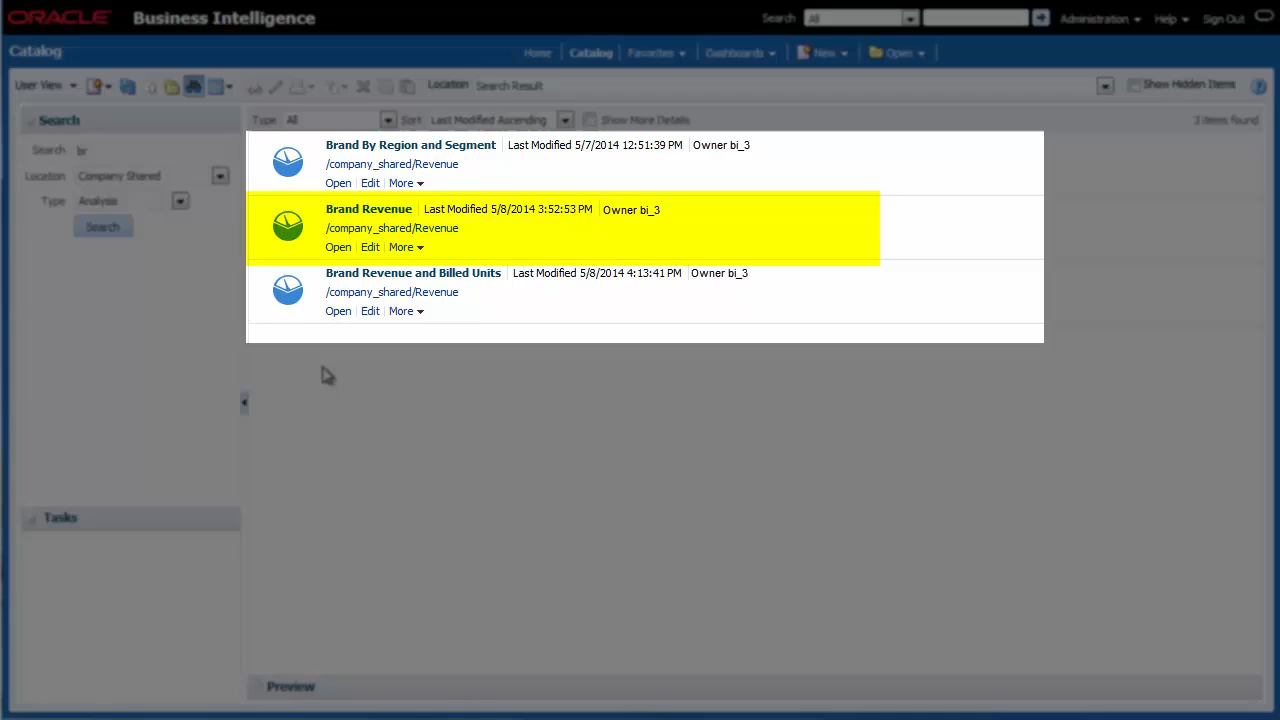 ORACLE Business Intelligence Search All Administration Help Sign Out
Catalog Home Catalog Favorites Dashboards New Open
User View Location Search Result Show Hidden Items
Search Type All Sort Last Modified Ascending Show More Details 3 items found
Search br
Location Company Shared
Type Analysis
Search
Brand By Region and Segment Last Modified 5/7/2014 12:51:39 PM Owner bi_3
/company_shared/Revenue
Open Edit More
Brand Revenue Last Modified 5/8/2014 3:52:53 PM Owner bi_3
/company_shared/Revenue
Open Edit More
Brand Revenue and Billed Units Last Modified 5/8/2014 4:13:41 PM Owner bi_3
/company_shared/Revenue
Open Edit More
Tasks
Preview